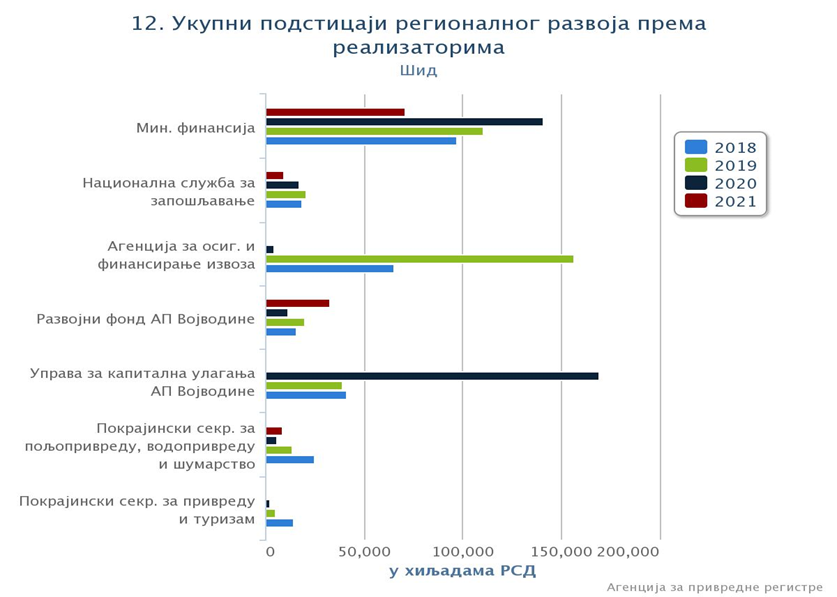 12. Укупни подстицаји регионалног развоја према
реализаторима
Шид
Мин. финансија
Национална служба за
запошљавање
Агенција за осиг. и
финансирање извоза
Развојни фонд АП Војводине
Управа за капитална улагања
АП Војводине
Покрајински секр. за
пољопривреду, водопривреду
и шумарство
Покрајински секр. за привреду
и туризам
0 50,000 100,000 150,000 200,000
у хиљадама РСД
2018
2019
2020
2021
Агенција за привредне регистре